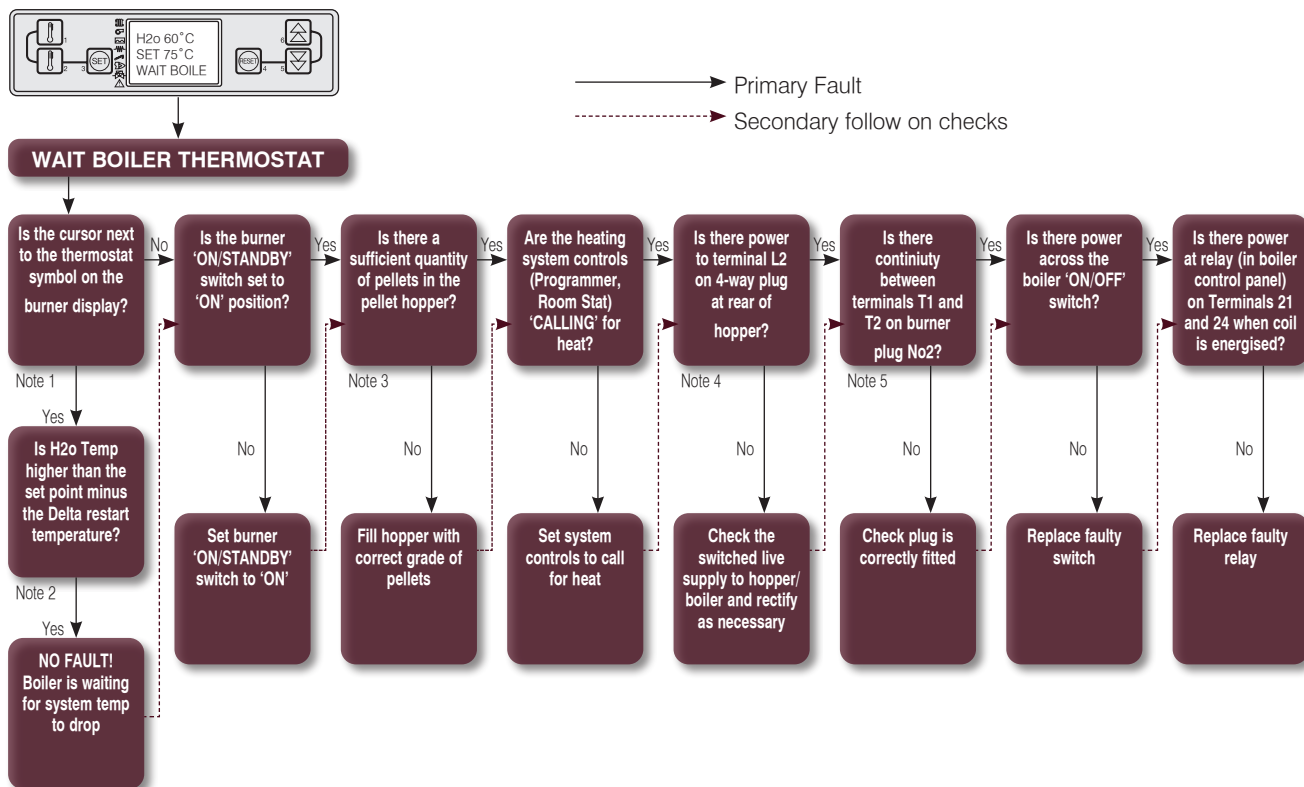 H2o 60˚C
SET 75˚C
WAIT BOILE
1
2
3
SET
RESET
4
5
6
Primary Fault
Secondary follow on checks
WAIT BOILER THERMOSTAT
Is the cursor next
to the thermostat
symbol on the
burner display?
No
Is the burner
‘ON/STANDBY’
switch set to
‘ON’ position?
Yes
Is there a
sufficient quantity
of pellets in the
pellet hopper?
Yes
Are the heating
system controls
(Programmer,
Room Stat)
‘CALLING’ for
heat?
Yes
Is there power
to terminal L2
on 4-way plug
at rear of
hopper?
Yes
Is there
continiuty
between
terminals T1 and
T2 on burner
plug No2?
Yes
Is there power
across the
boiler ‘ON/OFF’
switch?
Yes
Is there power
at relay (in boiler
control panel)
on Terminals 21
and 24 when coil
is energised?
Note 1
Note 3
Note 4
Note 5
Yes
No
No
No
No
No
No
No
Is H2o Temp
higher than the
set point minus
the Delta restart
temperature?
Set burner
‘ON/STANDBY’
switch to ‘ON’
Fill hopper with
correct grade of
pellets
Set system
controls to call
for heat
Check the
switched live
supply to hopper/
boiler and rectify
as necessary
Check plug is
correctly fitted
Replace faulty
switch
Replace faulty
relay
Note 2
Yes
NO FAULT!
Boiler is waiting
for system temp
to drop